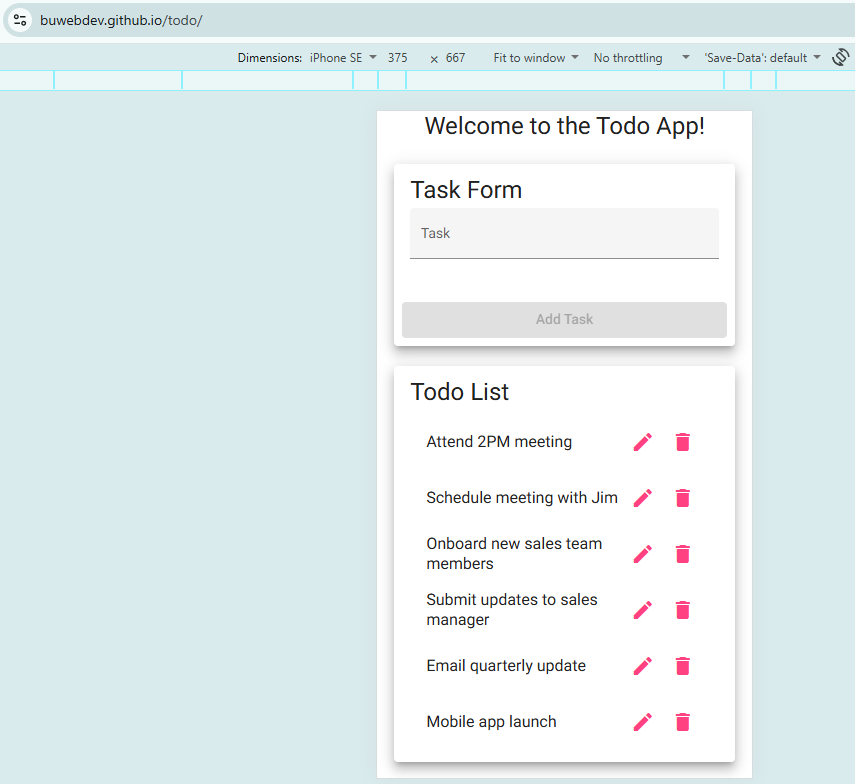 buwebdev.github.io/todo/
Dimensions: iPhone SE 375 × 667 Fit to window No throttling 'Save-Data': default
Welcome to the Todo App!
Task Form
Task
Add Task
Todo List
Attend 2PM meeting
Schedule meeting with Jim
Onboard new sales team
members
Submit updates to sales
manager
Email quarterly update
Mobile app launch